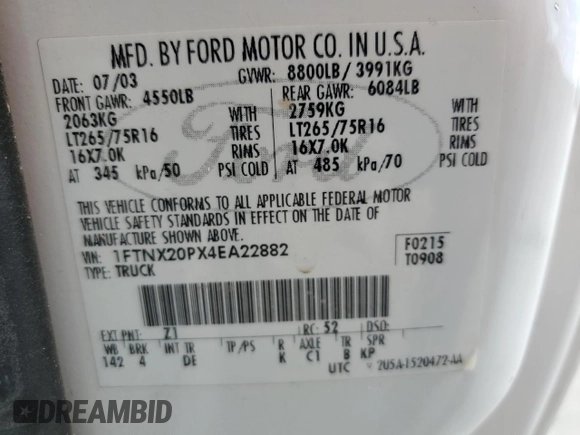 MFD. BY FORD MOTOR CO. IN U.S.A.
DATE: 07/03 GVWR: 8800LB/ 3991KG
FRONT GAWR: 4550LB REAR GAWR: 6084LB
2063KG WITH 2759KG WITH
LT265/75R16 TIRES LT265/75R16 TIRES
16X7.0K RIMS 16X7.0K RIMS
AT 345 kPa/50 PSI COLD AT 485 kPa/70 PSI COLD
Ford
THIS VEHICLE CONFORMS TO ALL APPLICABLE FEDERAL MOTOR
VEHICLE SAFETY STANDARDS IN EFFECT ON THE DATE OF
MANUFACTURE SHOWN ABOVE.
VIN: 1FTNX20PX4EA22882 F0215
TYPE: TRUCK T0908
EXT PNT: Z1 RC: 52 DSO:
WB BRK INT TR TP/PS R AXLE TR SPR
142 4 DE K C1 B KP
UTC 2U5A-1520472-AA
DREAMBID